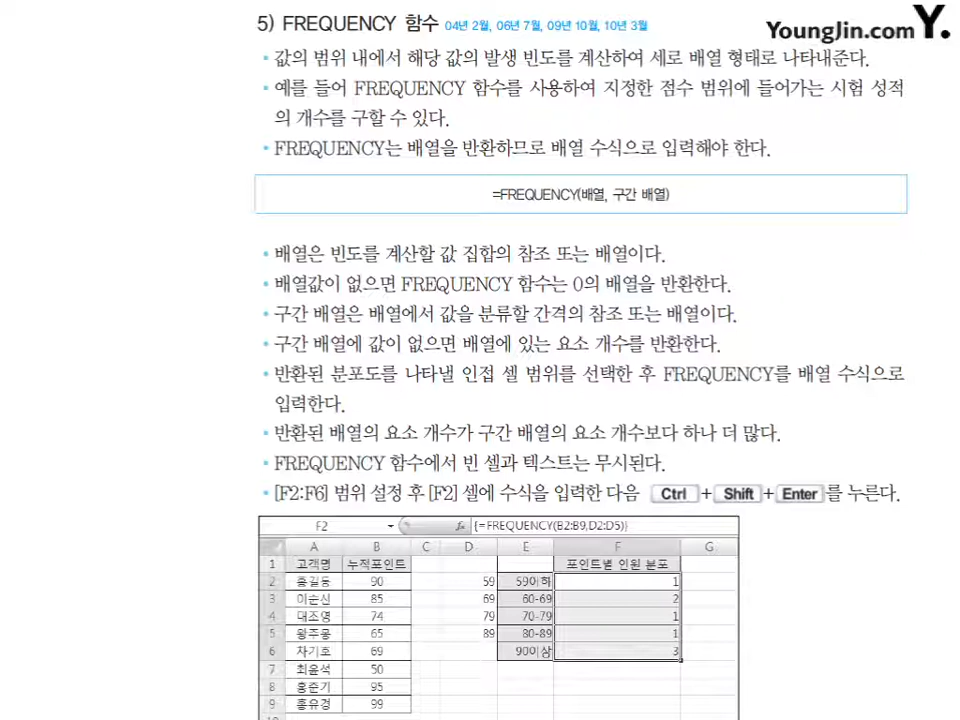 5) FREQUENCY 함수 04년 2월, 06년 7월, 09년 10월, 10년 3월
YoungJin.com Y.
• 값의 범위 내에서 해당 값의 발생 빈도를 계산하여 세로 배열 형태로 나타내준다.
• 예를 들어 FREQUENCY 함수를 사용하여 지정한 점수 범위에 들어가는 시험 성적
의 개수를 구할 수 있다.
• FREQUENCY는 배열을 반환하므로 배열 수식으로 입력해야 한다.
=FREQUENCY(배열, 구간 배열)
• 배열은 빈도를 계산할 값 집합의 참조 또는 배열이다.
• 배열값이 없으면 FREQUENCY 함수는 0의 배열을 반환한다.
• 구간 배열은 배열에서 값을 분류할 간격의 참조 또는 배열이다.
• 구간 배열에 값이 없으면 배열에 있는 요소 개수를 반환한다.
• 반환된 분포도를 나타낼 인접 셀 범위를 선택한 후 FREQUENCY를 배열 수식으로
입력한다.
• 반환된 배열의 요소 개수가 구간 배열의 요소 개수보다 하나 더 많다.
• FREQUENCY 함수에서 빈 셀과 텍스트는 무시된다.
• [F2:F6] 범위 설정 후 [F2] 셀에 수식을 입력한 다음 Ctrl + Shift + Enter 를 누른다.
F2 fx {=FREQUENCY(B2:B9,D2:D5)}
A B C D E F G
1 고객명 누적포인트 포인트별 인원 분포
2 홍길동 90 59 59이하 1
3 이순신 85 69 60-69 2
4 대조영 74 79 70-79 1
5 왕주몽 65 89 80-89 1
6 차기호 69 90이상 3
7 최윤석 50
8 홍준기 95
9 홍유경 99
10